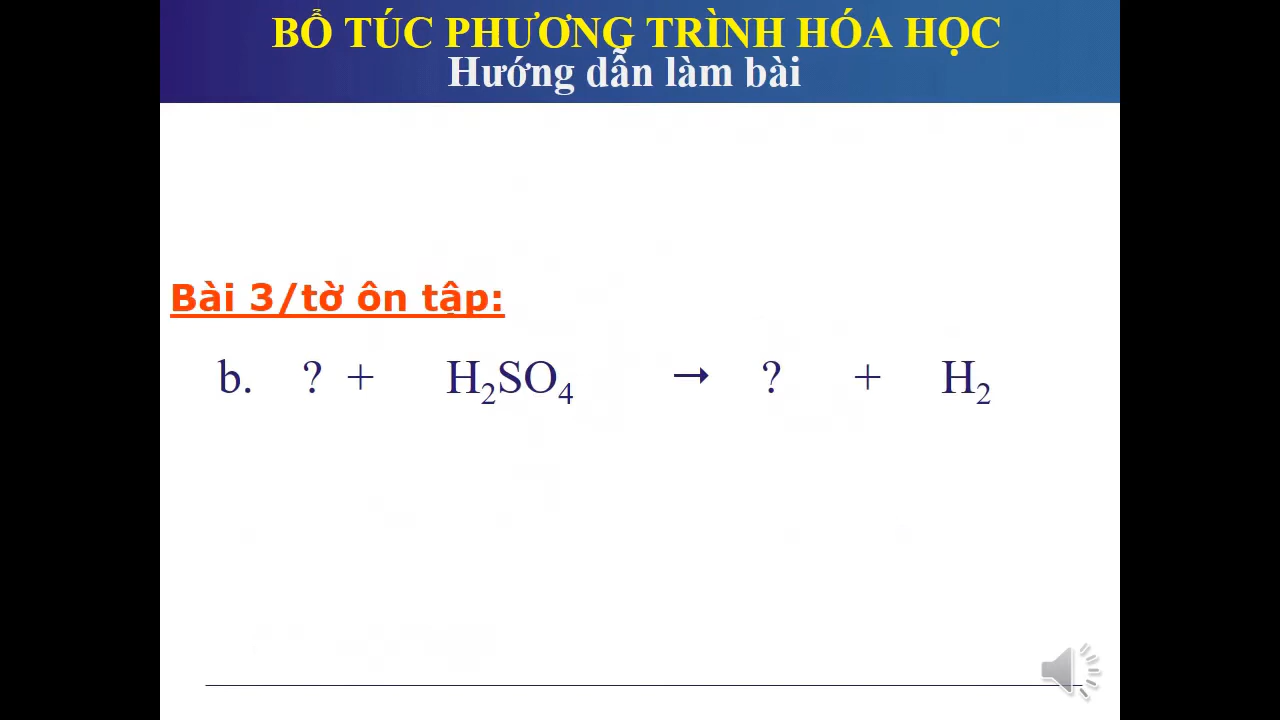 BỔ TÚC PHƯƠNG TRÌNH HÓA HỌC
Hướng dẫn làm bài
Bài 3/tờ ôn tập:
b. ? + H₂SO₄ → ? + H₂